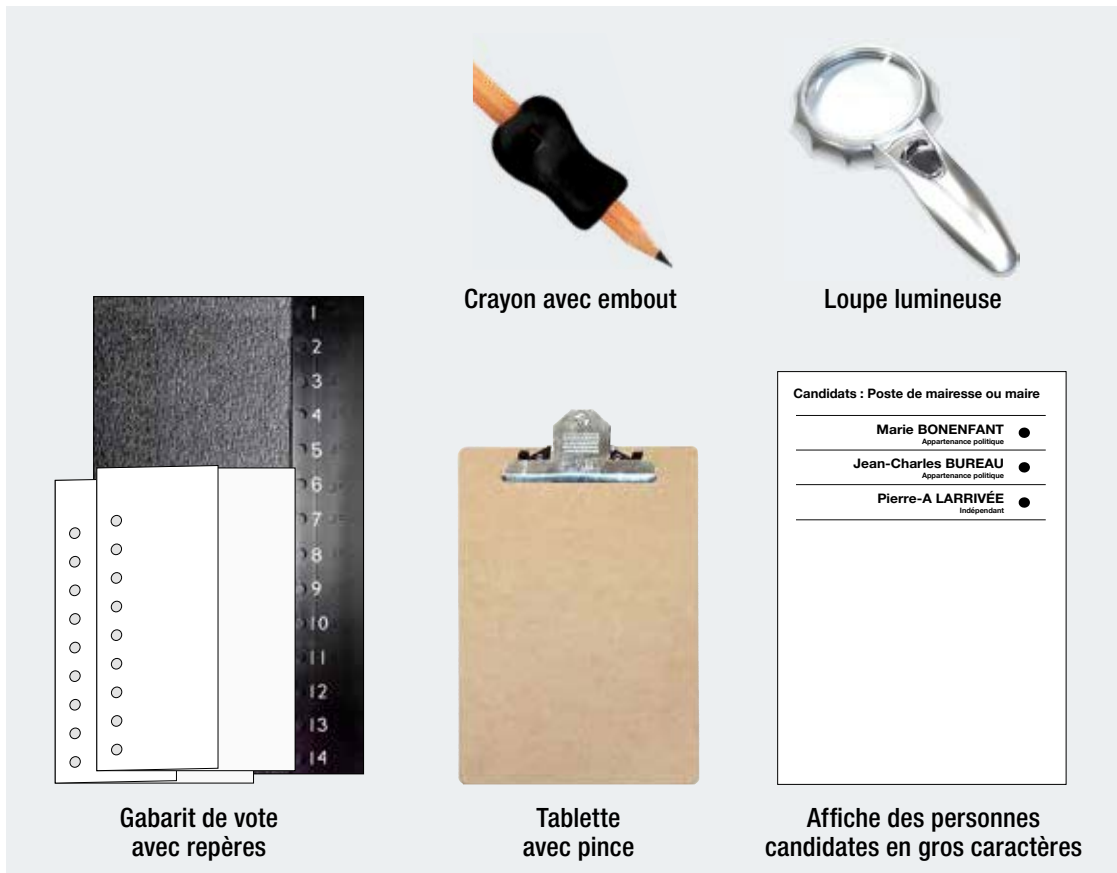 Crayon avec embout
Loupe lumineuse
1
2
3
4
5
6
7
8
9
10
11
12
13
14
Gabarit de vote
avec repères
Tablette
avec pince
Candidats : Poste de mairesse ou maire
Marie BONENFANT
Appartenance politique
Jean-Charles BUREAU
Appartenance politique
Pierre-A LARRIVÉE
Indépendant
Affiche des personnes
candidates en gros caractères